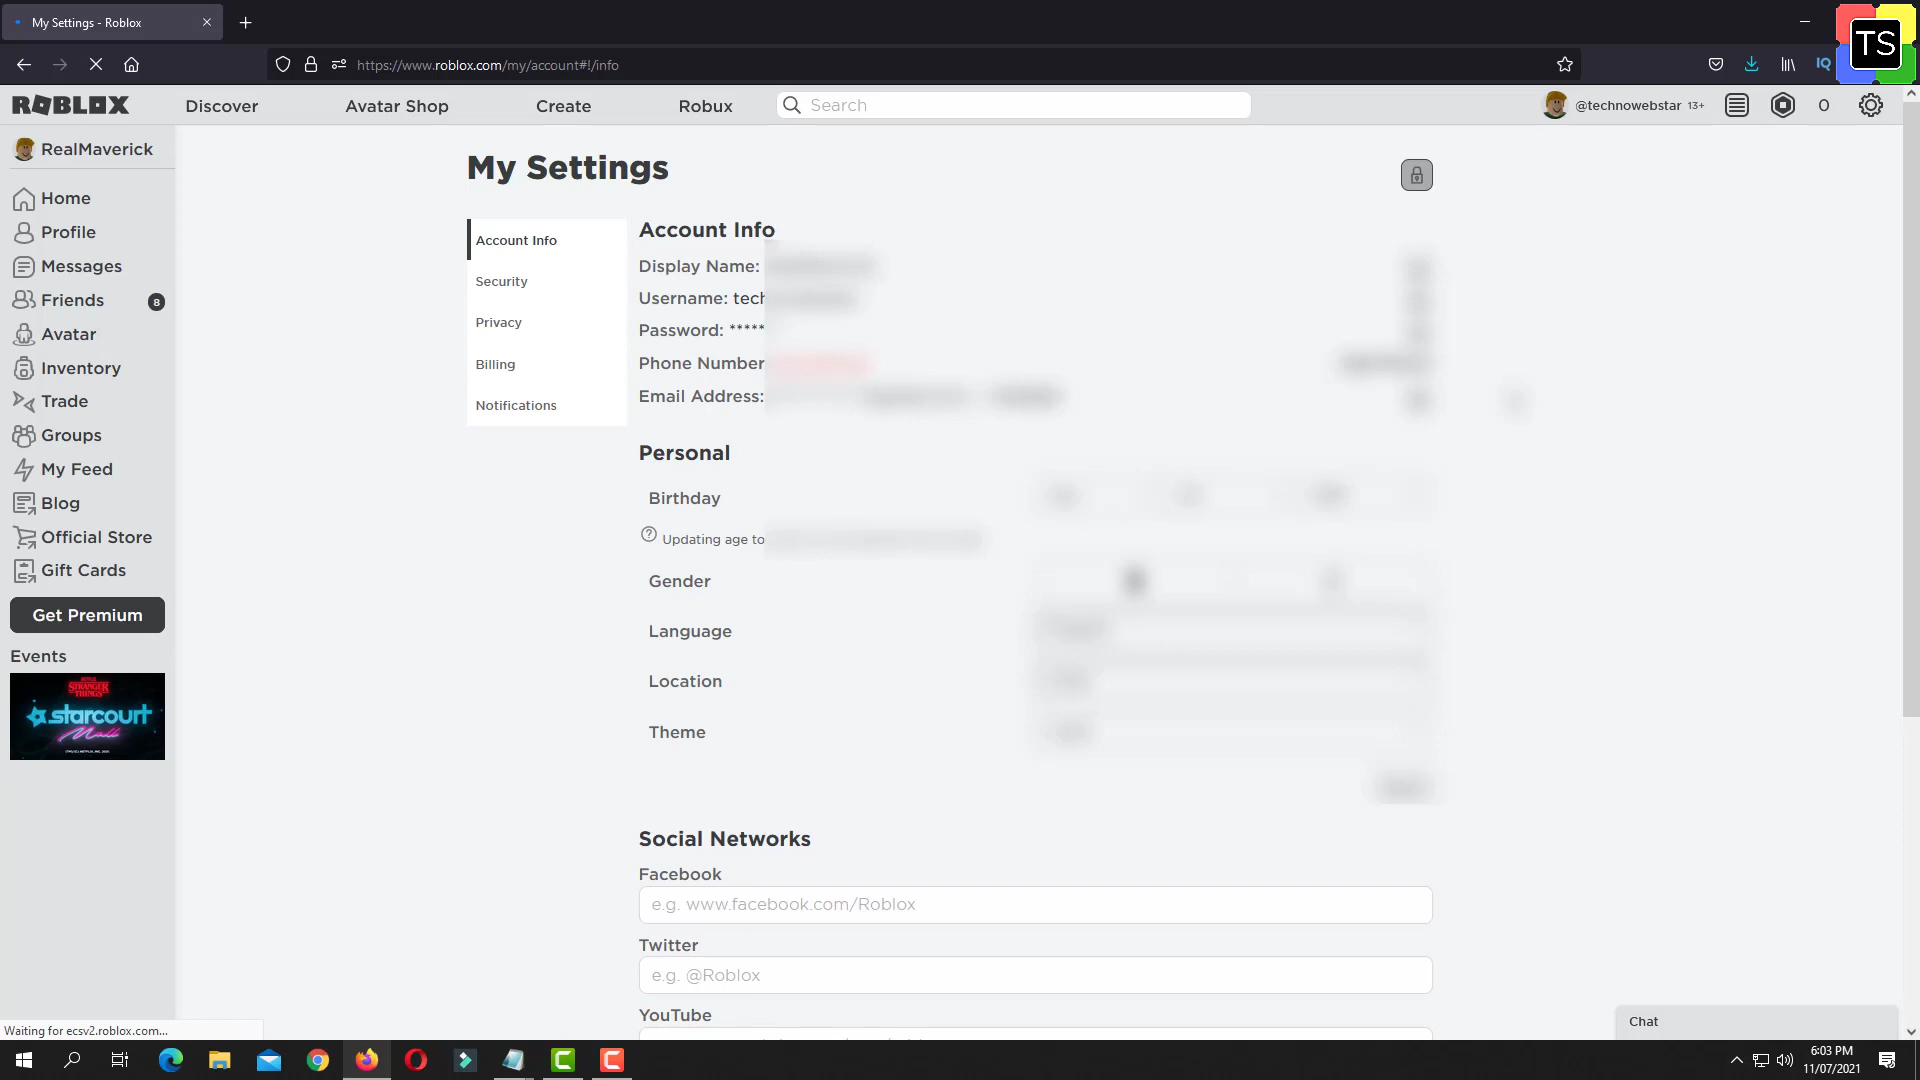 My Settings - Roblox
https://www.roblox.com/my/account#!/info
IQ
TS
ROBLOX
Discover
Avatar Shop
Create
Robux
Search
@technowebstar 13+
0
RealMaverick
Home
Profile
Messages
Friends
8
Avatar
Inventory
Trade
Groups
My Feed
Blog
Official Store
Gift Cards
Get Premium
Events
STRANGER THINGS
starcourt
Mall
My Settings
Account Info
Security
Privacy
Billing
Notifications
Account Info
Display Name:
Username: tech
Password: *****
Phone Number
Email Address:
Personal
Birthday
Updating age to
Gender
Language
Location
Theme
Social Networks
Facebook
e.g. www.facebook.com/Roblox
Twitter
e.g. @Roblox
YouTube
Chat
Waiting for ecsv2.roblox.com...
6:03 PM
11/07/2021